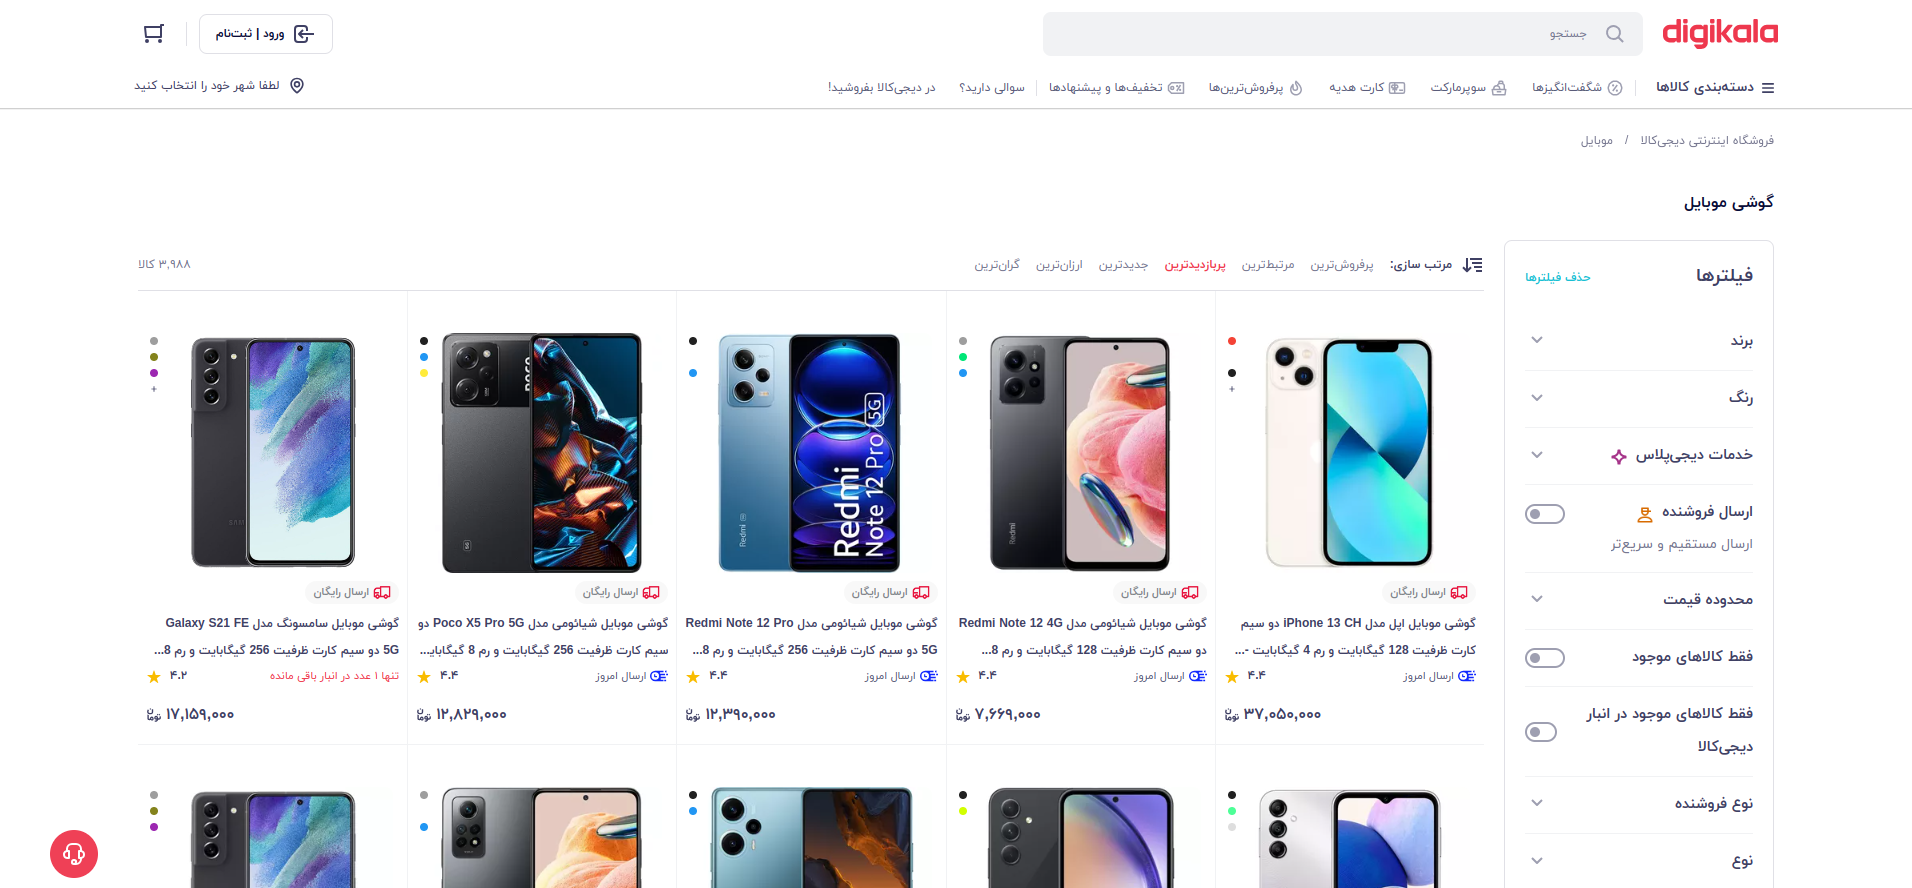 digikala
جستجو
ورود | ثبت‌نام
دسته‌بندی کالاها
شگفت‌انگیزها
سوپرمارکت
کارت هدیه
پرفروش‌ترین‌ها
تخفیف‌ها و پیشنهادها
سوالی دارید؟
در دیجی‌کالا بفروشید!
لطفا شهر خود را انتخاب کنید
فروشگاه اینترنتی دیجی‌کالا / موبایل
گوشی موبایل
فیلترها
حذف فیلترها
برند
رنگ
خدمات دیجی‌پلاس
ارسال فروشنده
ارسال مستقیم و سریع‌تر
محدوده قیمت
فقط کالاهای موجود
فقط کالاهای موجود در انبار
دیجی‌کالا
نوع فروشنده
نوع
مرتب سازی: پرفروش‌ترین مرتبط‌ترین پربازدیدترین جدیدترین ارزان‌ترین گران‌ترین
۳,۹۸۸ کالا
+
ارسال رایگان
گوشی موبایل اپل مدل iPhone 13 CH دو سیم
کارت ظرفیت 128 گیگابایت و رم 4 گیگابایت -...
ارسال امروز
۴.۴
۳۷,۰۵۰,۰۰۰ تومان
Redmi
ارسال رایگان
گوشی موبایل شیائومی مدل Redmi Note 12 4G
دو سیم کارت ظرفیت 128 گیگابایت و رم 8...
ارسال امروز
۴.۴
۷,۶۶۹,۰۰۰ تومان
Redmi
Redmi
Note 12 Pro 5G
ارسال رایگان
گوشی موبایل شیائومی مدل Redmi Note 12 Pro
5G دو سیم کارت ظرفیت 256 گیگابایت و رم 8...
ارسال امروز
۴.۴
۱۲,۳۹۰,۰۰۰ تومان
POCO
5G
ارسال رایگان
گوشی موبایل شیائومی مدل Poco X5 Pro 5G دو
سیم کارت ظرفیت 256 گیگابایت و رم 8 گیگابای...
ارسال امروز
۴.۴
۱۲,۸۲۹,۰۰۰ تومان
+
ارسال رایگان
گوشی موبایل سامسونگ مدل Galaxy S21 FE
5G دو سیم کارت ظرفیت 256 گیگابایت و رم 8...
تنها ۱ عدد در انبار باقی مانده
۴.۲
۱۷,۱۵۹,۰۰۰ تومان